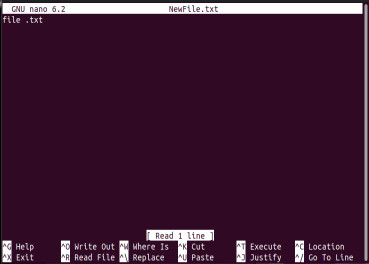 GNU nano 6.2 NewFile.txt
file .txt
[ Read 1 line ]
^G Help ^O Write Out ^W Where Is ^K Cut ^T Execute ^C Location
^X Exit ^R Read File ^\ Replace ^U Paste ^J Justify ^/ Go To Line